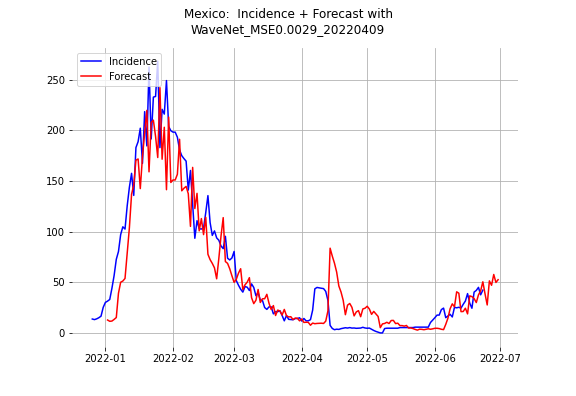 Mexico:  Incidence + Forecast with
WaveNet_MSE0.0029_20220409
Incidence
Forecast
250
200
150
100
50
0
2022-01 2022-02 2022-03 2022-04 2022-05 2022-06 2022-07